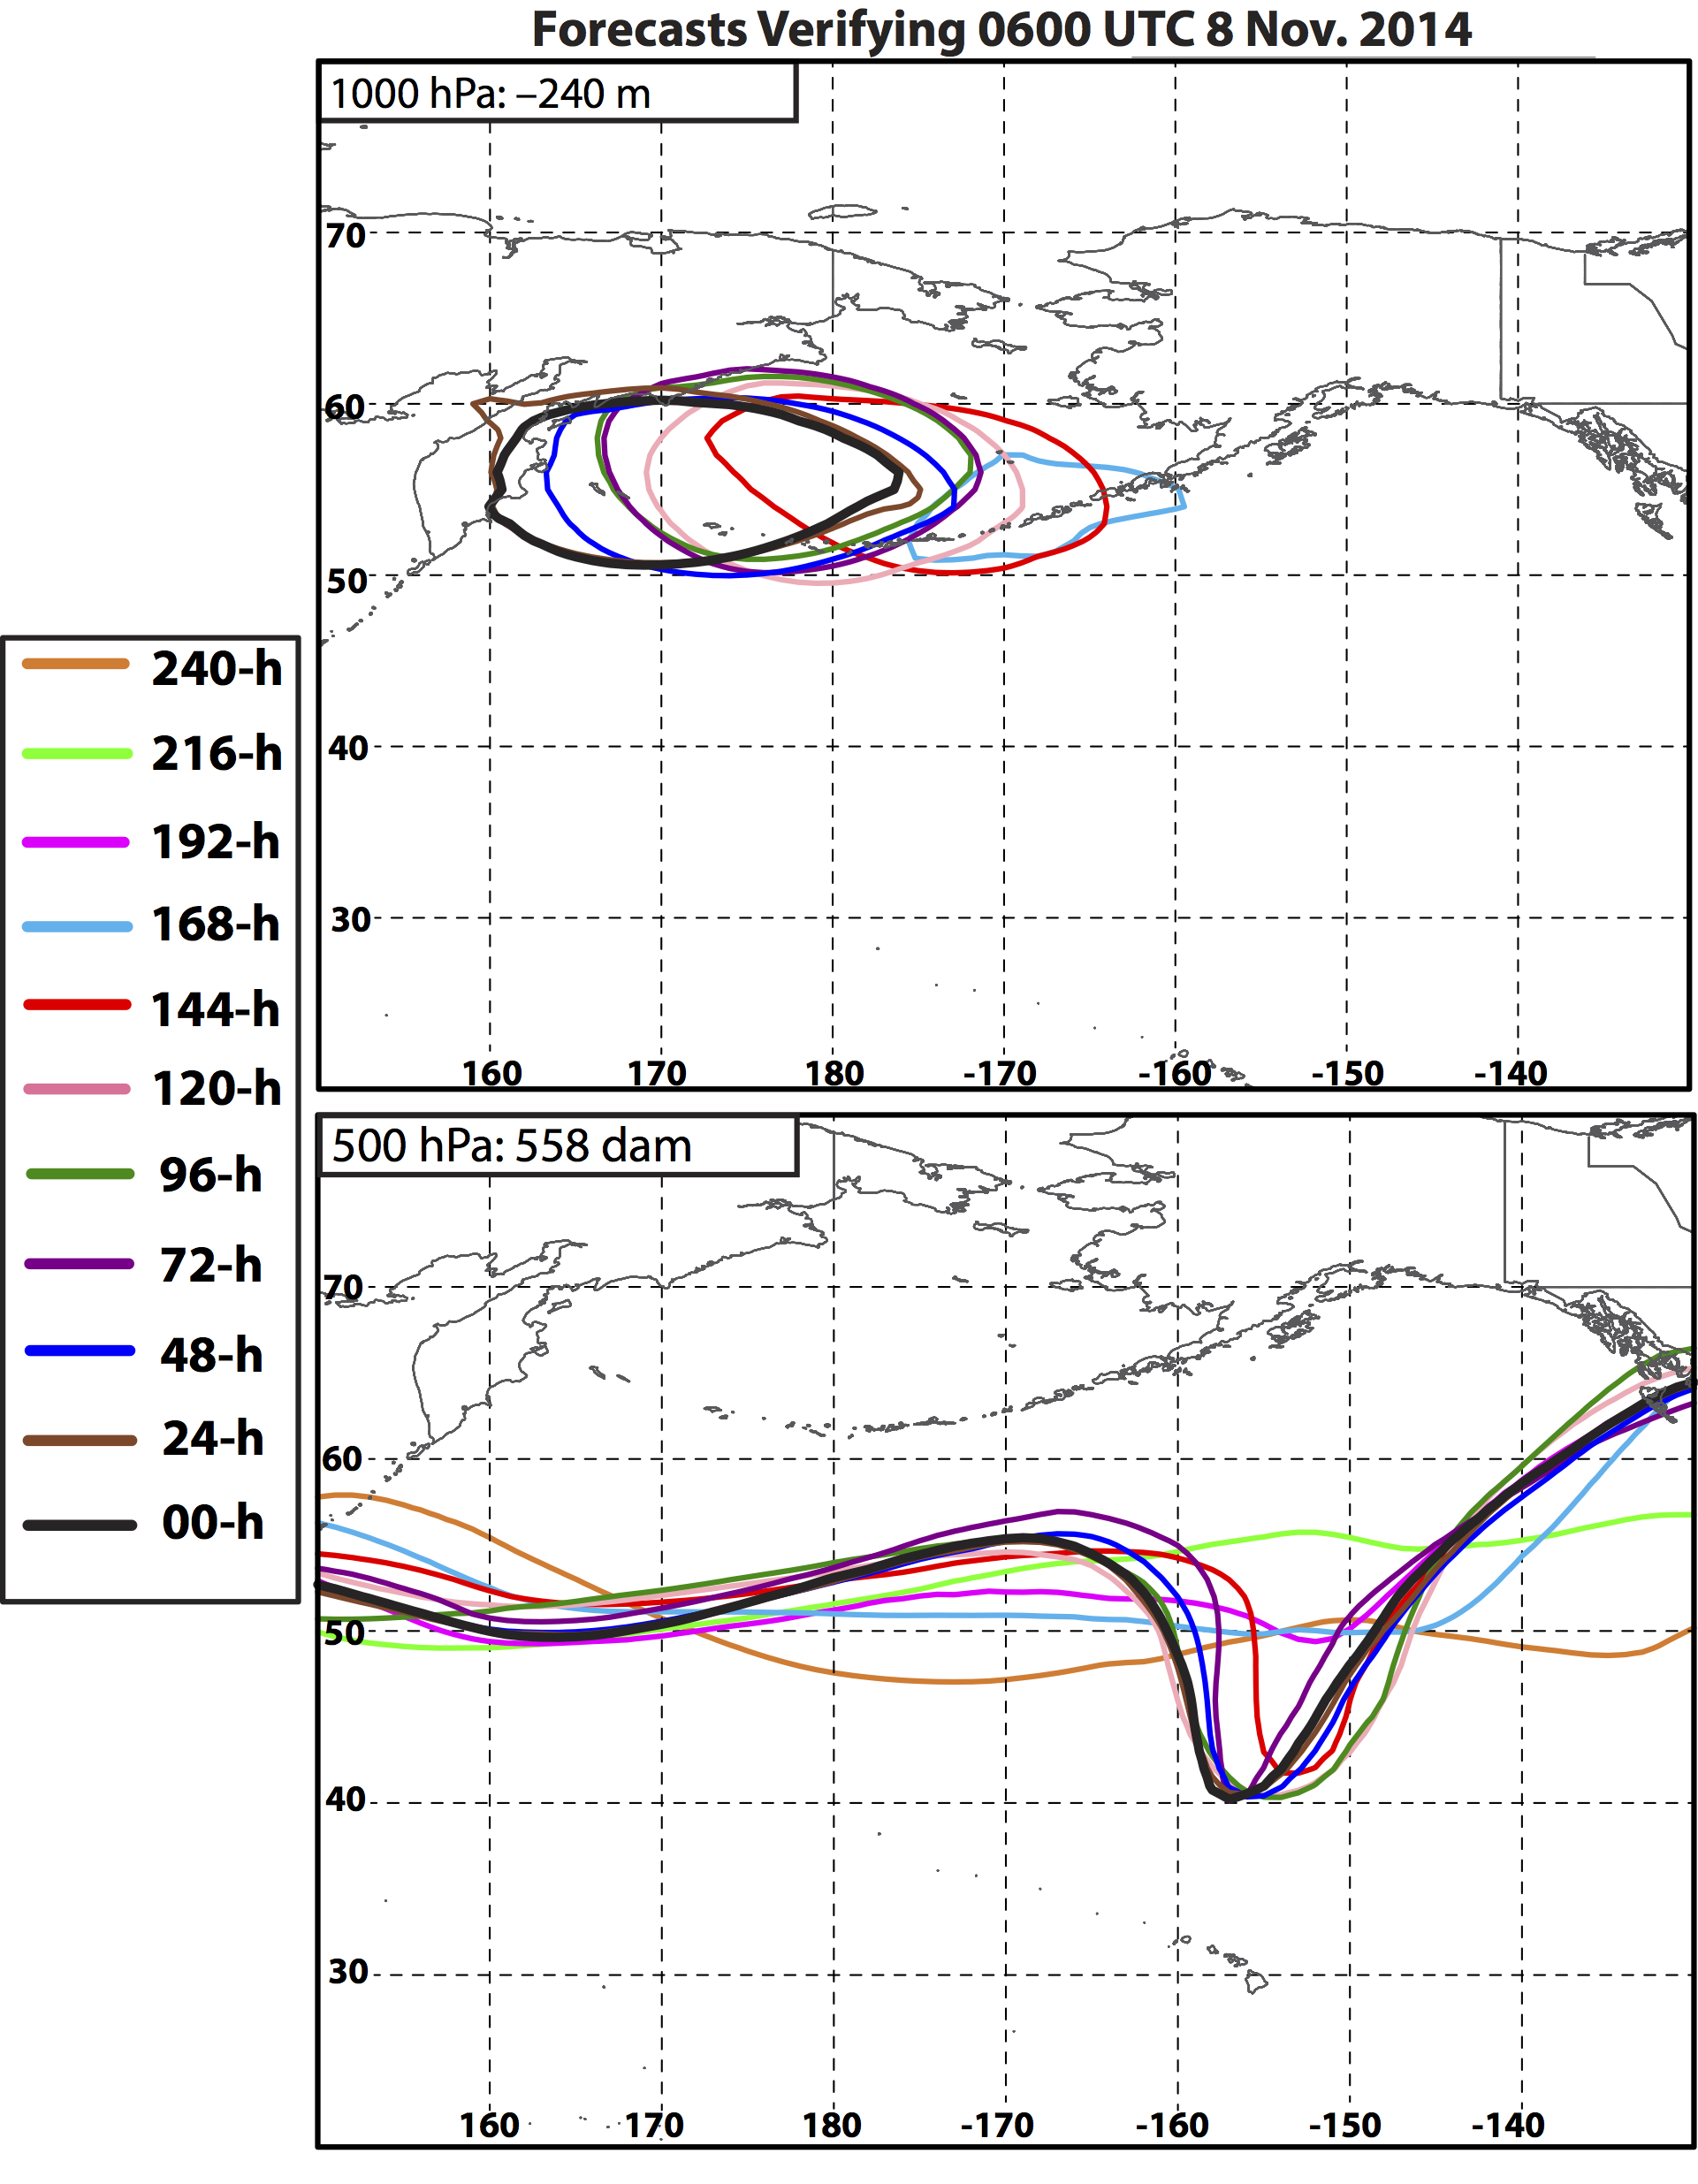 Forecasts Verifying 0600 UTC 8 Nov. 2014
1000 hPa: –240 m
70
60
50
40
30
160 170 180 -170 -160 -150 -140
240-h
216-h
192-h
168-h
144-h
120-h
96-h
72-h
48-h
24-h
00-h
500 hPa: 558 dam
70
60
50
40
30
160 170 180 -170 -160 -150 -140